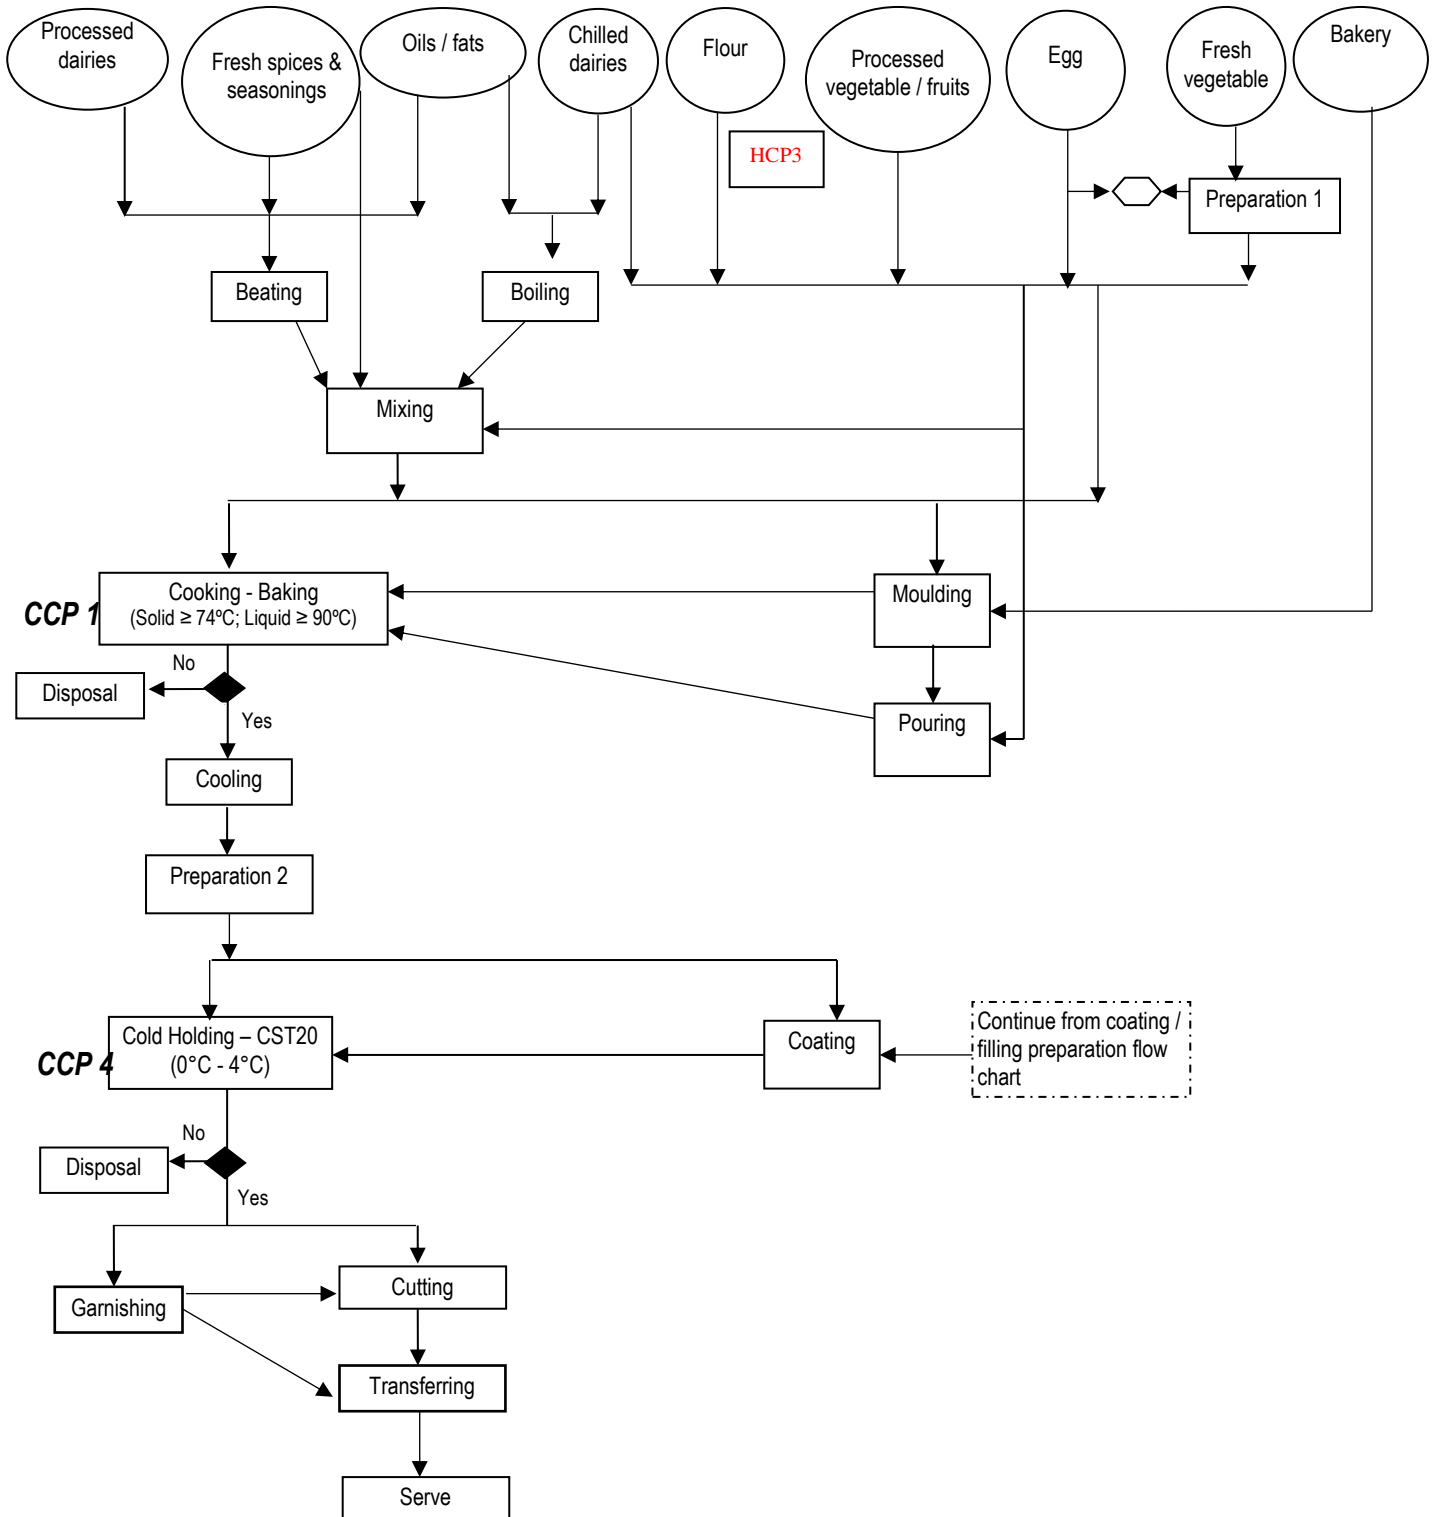 Processed
dairies
Fresh spices &
seasonings
Oils / fats
Chilled
dairies
Flour
Processed
vegetable / fruits
Egg
Fresh
vegetable
Bakery
HCP3
Preparation 1
Beating
Boiling
Mixing
CCP 1
Cooking - Baking
(Solid ≥ 74ºC; Liquid ≥ 90ºC)
Moulding
No
Disposal
Yes
Pouring
Cooling
Preparation 2
CCP 4
Cold Holding – CST20
(0°C - 4°C)
Coating
Continue from coating /
filling preparation flow
chart
No
Disposal
Yes
Garnishing
Cutting
Transferring
Serve